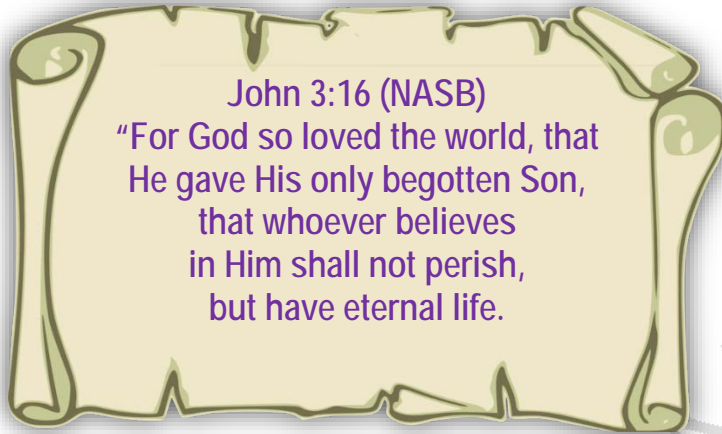 John 3:16 (NASB)
“For God so loved the world, that
He gave His only begotten Son,
that whoever believes
in Him shall not perish,
but have eternal life.